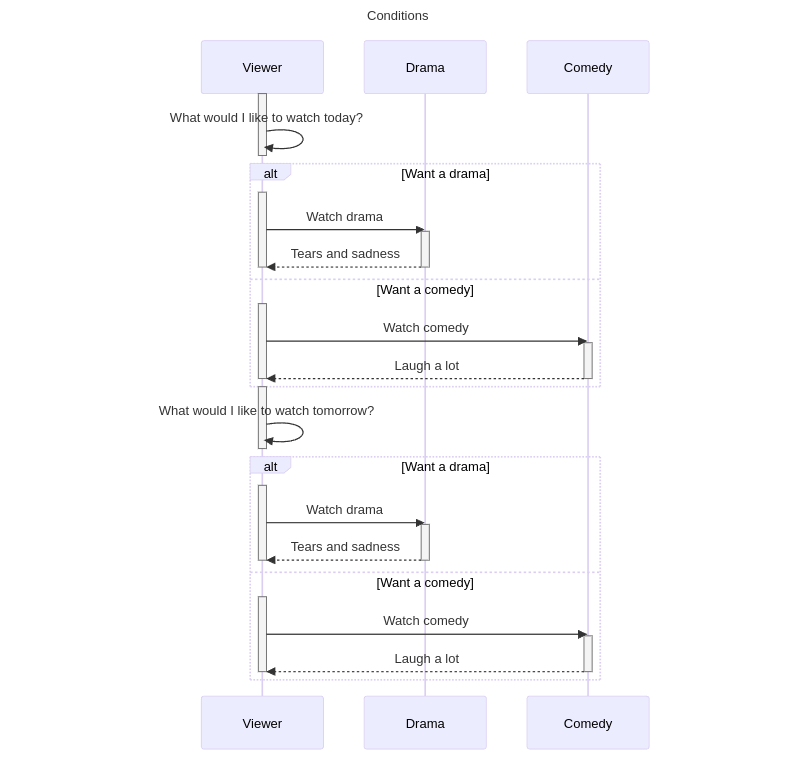 Conditions
Viewer Drama Comedy
What would I like to watch today?
alt [Want a drama]
Watch drama
Tears and sadness
[Want a comedy]
Watch comedy
Laugh a lot
What would I like to watch tomorrow?
alt [Want a drama]
Watch drama
Tears and sadness
[Want a comedy]
Watch comedy
Laugh a lot
Viewer Drama Comedy